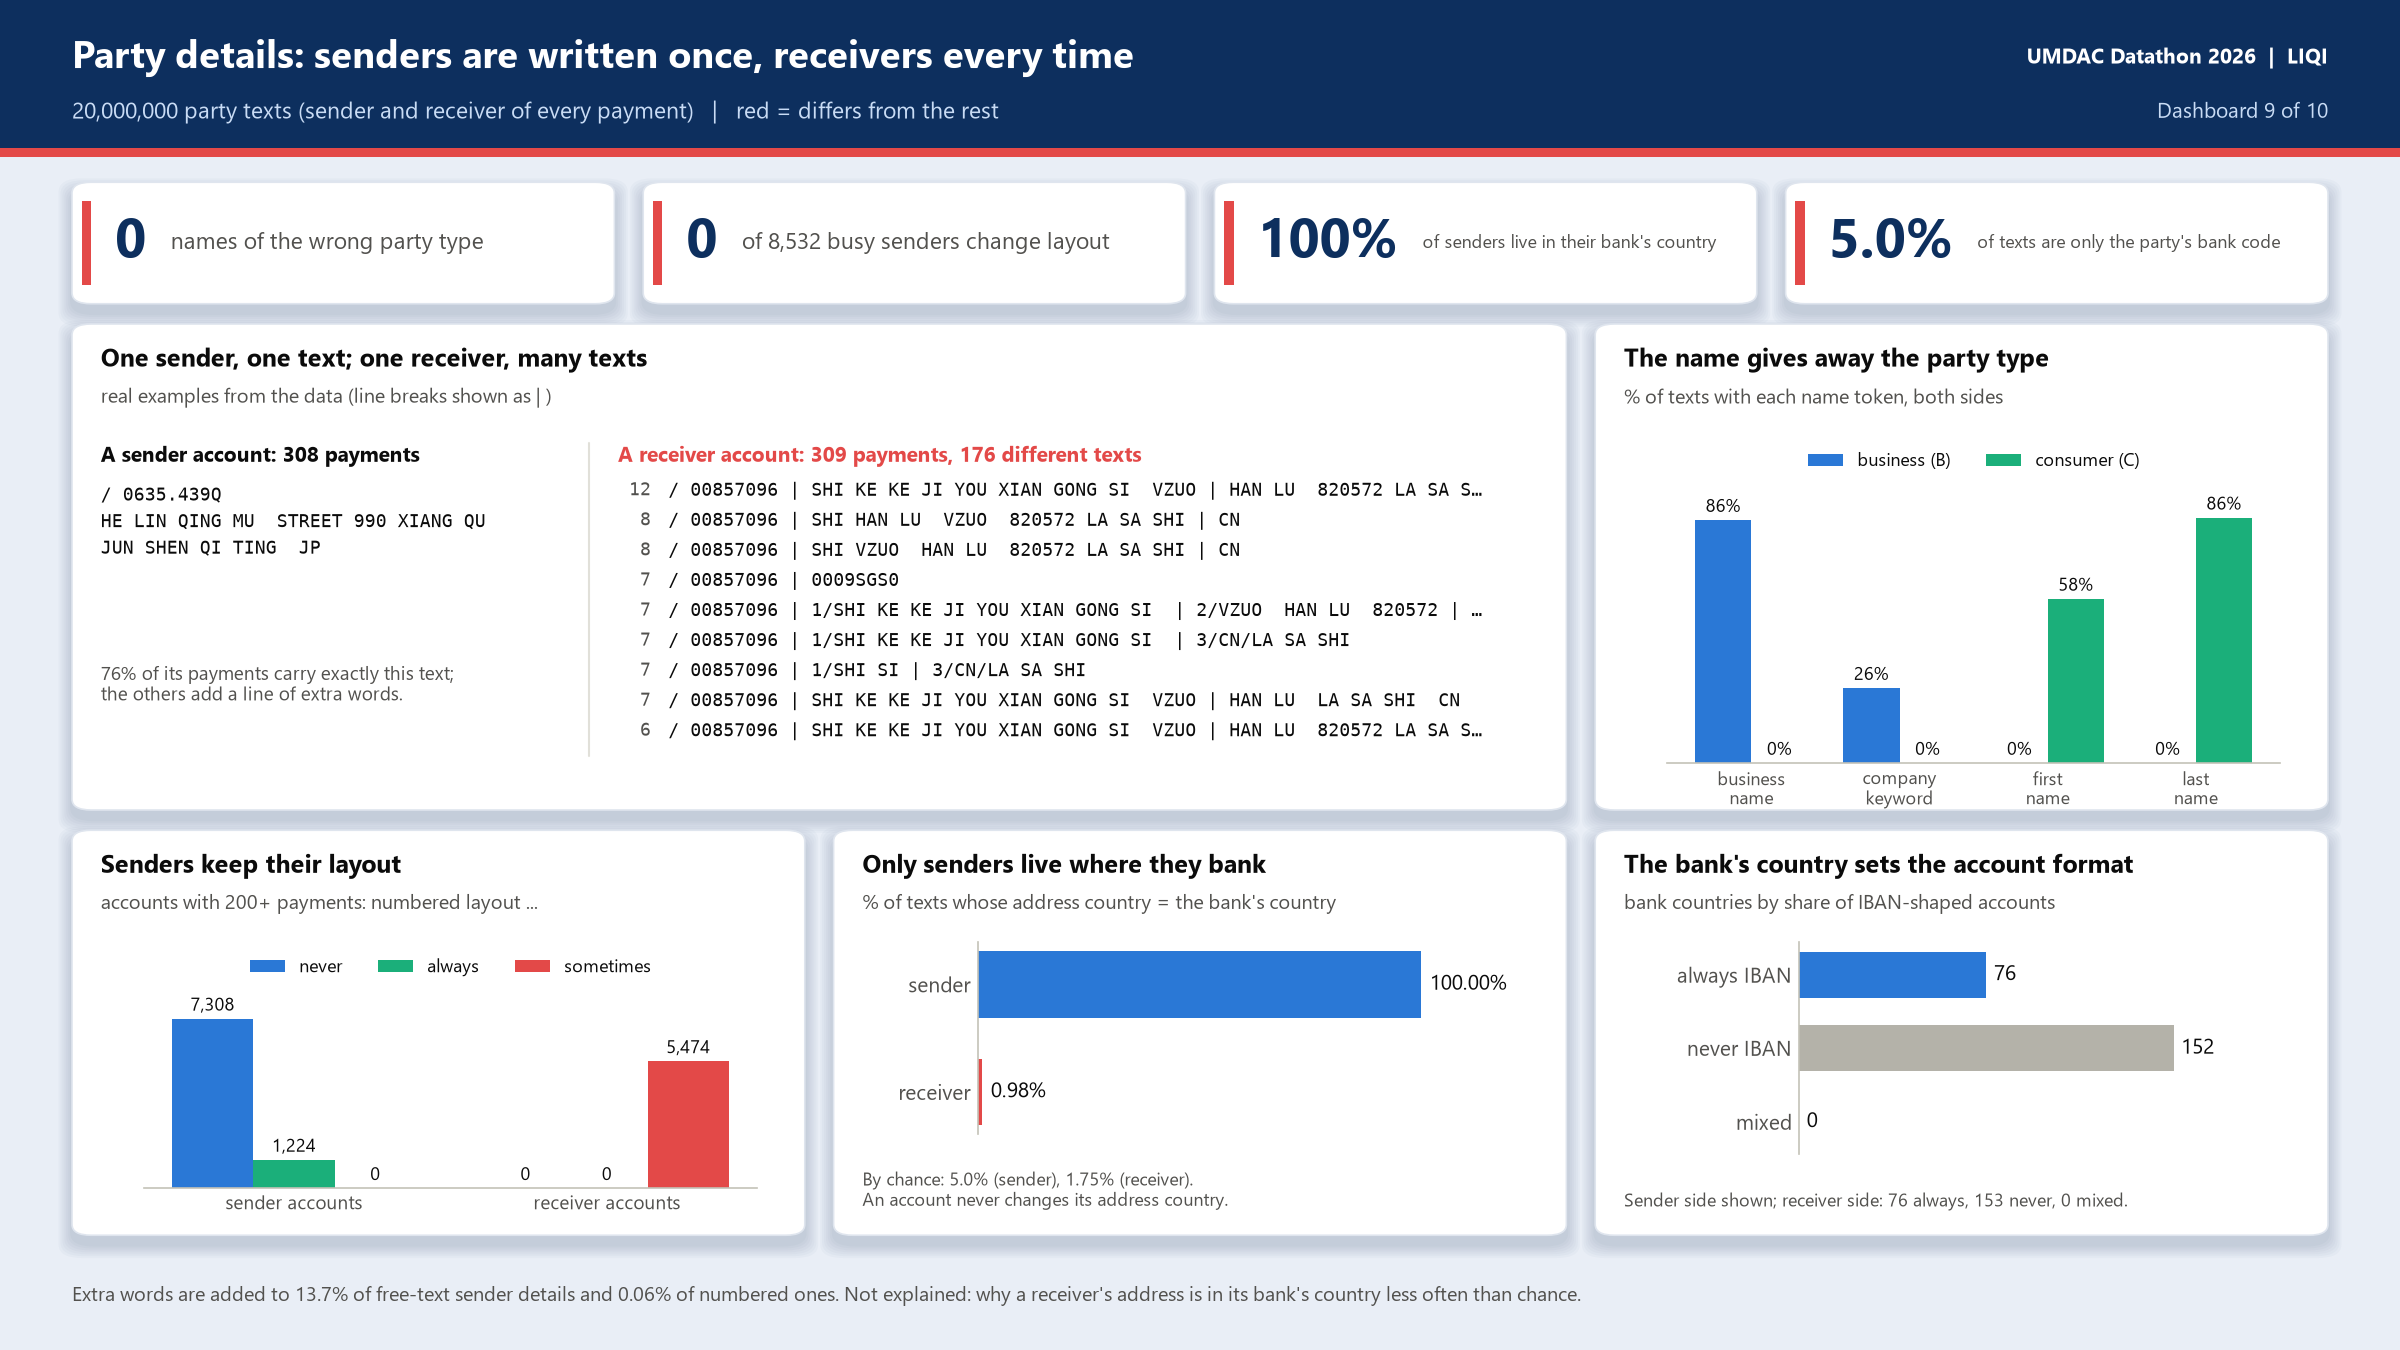 Party details: senders are written once, receivers every time
UMDAC Datathon 2026 | LIQI
20,000,000 party texts (sender and receiver of every payment) | red = differs from the rest
Dashboard 9 of 10
0 names of the wrong party type
0 of 8,532 busy senders change layout
100% of senders live in their bank's country
5.0% of texts are only the party's bank code
One sender, one text; one receiver, many texts
real examples from the data (line breaks shown as | )
A sender account: 308 payments
/ 0635.439Q
HE LIN QING MU  STREET 990 XIANG QU
JUN SHEN QI TING  JP
76% of its payments carry exactly this text;
the others add a line of extra words.
A receiver account: 309 payments, 176 different texts
12 / 00857096 | SHI KE KE JI YOU XIAN GONG SI  VZUO | HAN LU  820572 LA SA S…
8 / 00857096 | SHI HAN LU  VZUO  820572 LA SA SHI | CN
8 / 00857096 | SHI VZUO  HAN LU  820572 LA SA SHI | CN
7 / 00857096 | 0009SGS0
7 / 00857096 | 1/SHI KE KE JI YOU XIAN GONG SI  | 2/VZUO  HAN LU  820572 | …
7 / 00857096 | 1/SHI KE KE JI YOU XIAN GONG SI  | 3/CN/LA SA SHI
7 / 00857096 | 1/SHI SI | 3/CN/LA SA SHI
7 / 00857096 | SHI KE KE JI YOU XIAN GONG SI  VZUO | HAN LU  LA SA SHI  CN
6 / 00857096 | SHI KE KE JI YOU XIAN GONG SI  VZUO | HAN LU  820572 LA SA S…
The name gives away the party type
% of texts with each name token, both sides
business (B) consumer (C)
86% 0% 26% 0% 0% 58% 0% 86%
business name
company keyword
first name
last name
Senders keep their layout
accounts with 200+ payments: numbered layout ...
never always sometimes
7,308 1,224 0 0 0 5,474
sender accounts receiver accounts
Only senders live where they bank
% of texts whose address country = the bank's country
sender 100.00%
receiver 0.98%
By chance: 5.0% (sender), 1.75% (receiver).
An account never changes its address country.
The bank's country sets the account format
bank countries by share of IBAN-shaped accounts
always IBAN 76
never IBAN 152
mixed 0
Sender side shown; receiver side: 76 always, 153 never, 0 mixed.
Extra words are added to 13.7% of free-text sender details and 0.06% of numbered ones. Not explained: why a receiver's address is in its bank's country less often than chance.